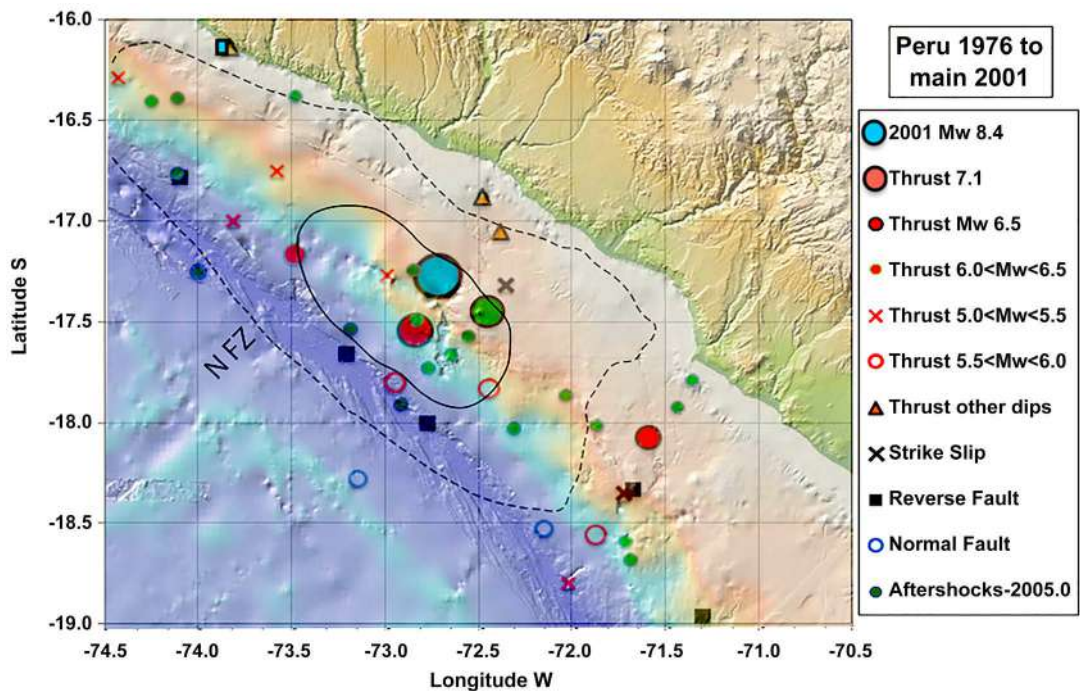 -16.0
-16.5
-17.0
-17.5
-18.0
-18.5
-19.0
Latitude S
-74.5 -74.0 -73.5 -73.0 -72.5 -72.0 -71.5 -71.0 -70.5
Longitude W
N FZ
Peru 1976 to
main 2001
2001 Mw 8.4
Thrust 7.1
Thrust Mw 6.5
Thrust 6.0<Mw<6.5
Thrust 5.0<Mw<5.5
Thrust 5.5<Mw<6.0
Thrust other dips
Strike Slip
Reverse Fault
Normal Fault
Aftershocks-2005.0